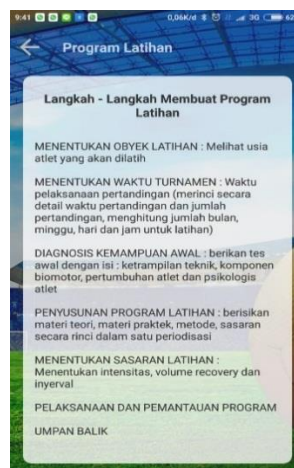 9:41 0,06K/d 3G 62
Program Latihan
Langkah - Langkah Membuat Program
Latihan
MENENTUKAN OBYEK LATIHAN : Melihat usia
atlet yang akan dilatih
MENENTUKAN WAKTU TURNAMEN : Waktu
pelaksanaan pertandingan (merinci secara
detail waktu pertandingan dan jumlah
pertandingan, menghitung jumlah bulan,
minggu, hari dan jam untuk latihan)
DIAGNOSIS KEMAMPUAN AWAL : berikan tes
awal dengan isi : ketrampilan teknik, komponen
biomotor, pertumbuhan atlet dan psikologis
atlet
PENYUSUNAN PROGRAM LATIHAN : berisikan
materi teori, materi praktek, metode, sasaran
secara rinci dalam satu periodisasi
MENENTUKAN SASARAN LATIHAN :
Menentukan intensitas, volume recovery dan
inyerval
PELAKSANAAN DAN PEMANTAUAN PROGRAM
UMPAN BALIK